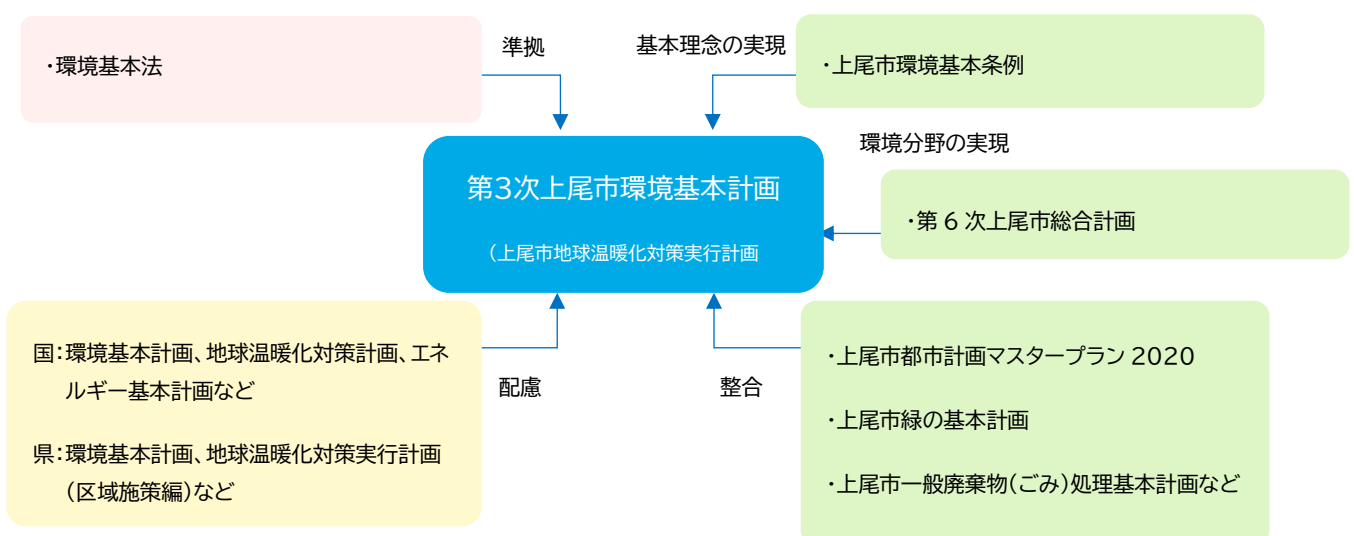 ・環境基本法
準拠
基本理念の実現
・上尾市環境基本条例
環境分野の実現
第3次上尾市環境基本計画
（上尾市地球温暖化対策実行計画
・第６次上尾市総合計画
国：環境基本計画、地球温暖化対策計画、エネ
ルギー基本計画など
県：環境基本計画、地球温暖化対策実行計画
（区域施策編）など
配慮
整合
・上尾市都市計画マスタープラン 2020
・上尾市緑の基本計画
・上尾市一般廃棄物（ごみ）処理基本計画など